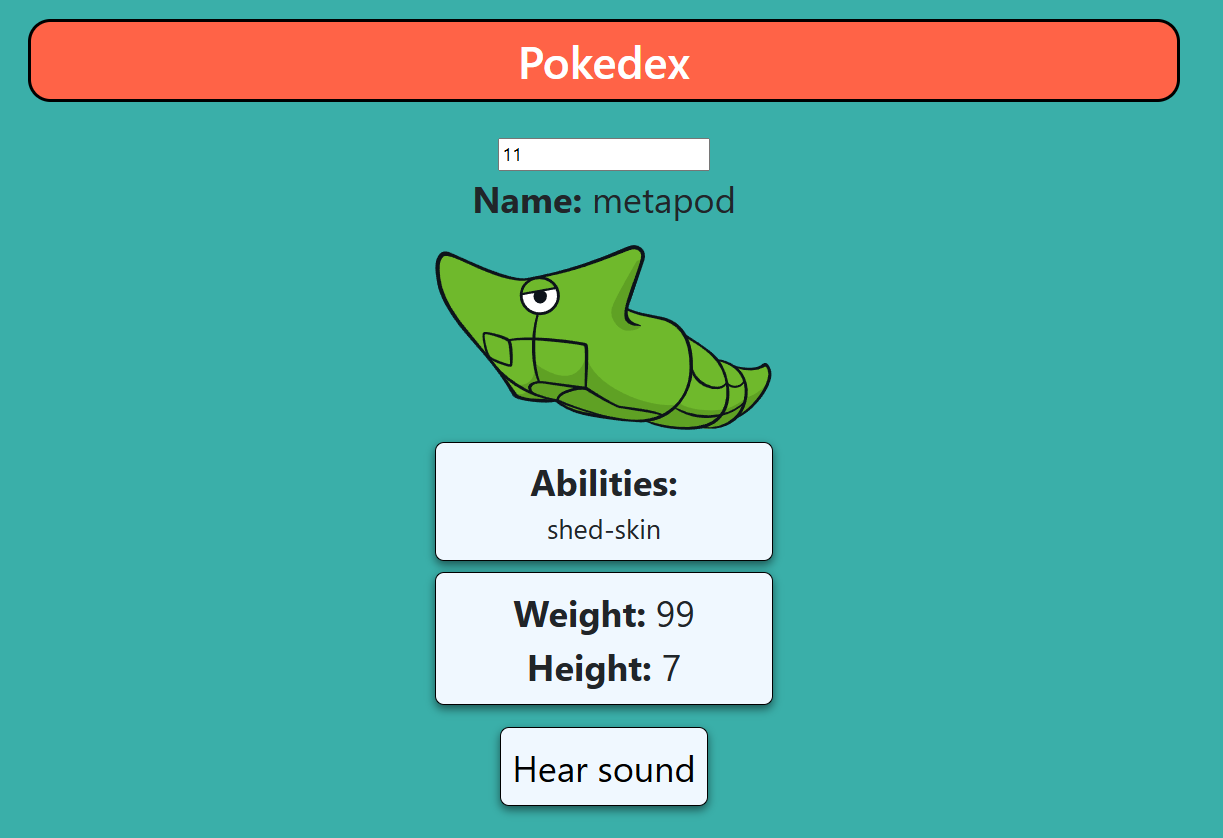 Pokedex
11
Name: metapod
Abilities:
shed-skin
Weight: 99
Height: 7
Hear sound